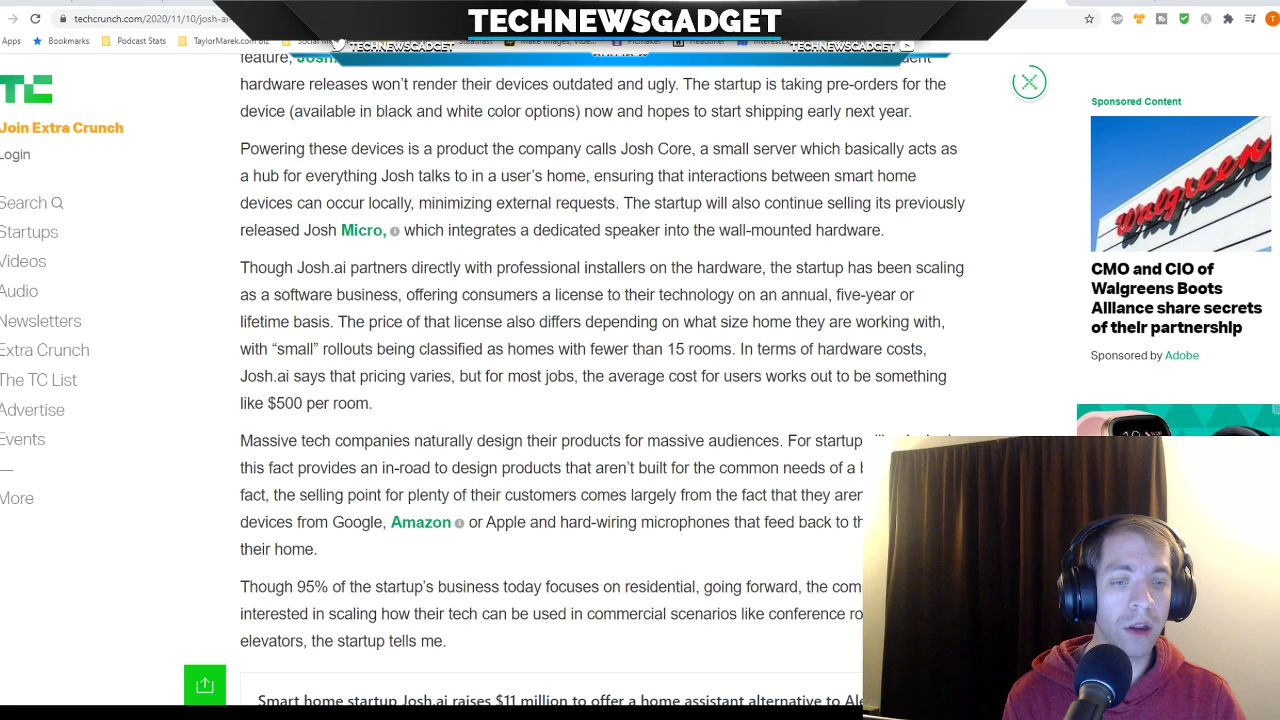 TECHNEWSGADGET
techcrunch.com/2020/11/10/josh-ai-
TECHNEWSGADGET
TECHNEWSGADGET
Apps
Bookmarks
Podcast Stats
TaylorMarek.com Biz
TC
Join Extra Crunch
Login
Search
Startups
Videos
Audio
Newsletters
Extra Crunch
The TC List
Advertise
Events
More
feature,
hardware releases won't render their devices outdated and ugly. The startup is taking pre-orders for the
device (available in black and white color options) now and hopes to start shipping early next year.
Powering these devices is a product the company calls Josh Core, a small server which basically acts as
a hub for everything Josh talks to in a user's home, ensuring that interactions between smart home
devices can occur locally, minimizing external requests. The startup will also continue selling its previously
released Josh Micro, which integrates a dedicated speaker into the wall-mounted hardware.
Though Josh.ai partners directly with professional installers on the hardware, the startup has been scaling
as a software business, offering consumers a license to their technology on an annual, five-year or
lifetime basis. The price of that license also differs depending on what size home they are working with,
with “small” rollouts being classified as homes with fewer than 15 rooms. In terms of hardware costs,
Josh.ai says that pricing varies, but for most jobs, the average cost for users works out to be something
like $500 per room.
Massive tech companies naturally design their products for massive audiences. For startup
this fact provides an in-road to design products that aren't built for the common needs of a
fact, the selling point for plenty of their customers comes largely from the fact that they aren
devices from Google, Amazon or Apple and hard-wiring microphones that feed back to
their home.
Though 95% of the startup's business today focuses on residential, going forward, the com
interested in scaling how their tech can be used in commercial scenarios like conference
elevators, the startup tells me.
Smart home startup Josh.ai raises $11 million to offer a home assistant alternative to
Sponsored Content
Walgreens
CMO and CIO of
Walgreens Boots
Alliance share secrets
of their partnership
Sponsored by Adobe